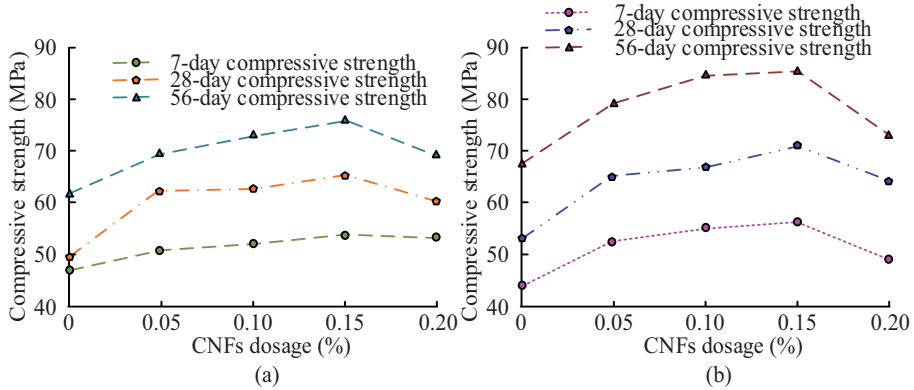 7-day compressive strength
28-day compressive strength
56-day compressive strength
Compressive strength (MPa)
90
80
70
60
50
40
0 0.05 0.10 0.15 0.20
CNFs dosage (%)
(a)
7-day compressive strength
28-day compressive strength
56-day compressive strength
Compressive strength (MPa)
90
80
70
60
50
40
0 0.05 0.10 0.15 0.20
CNFs dosage (%)
(b)